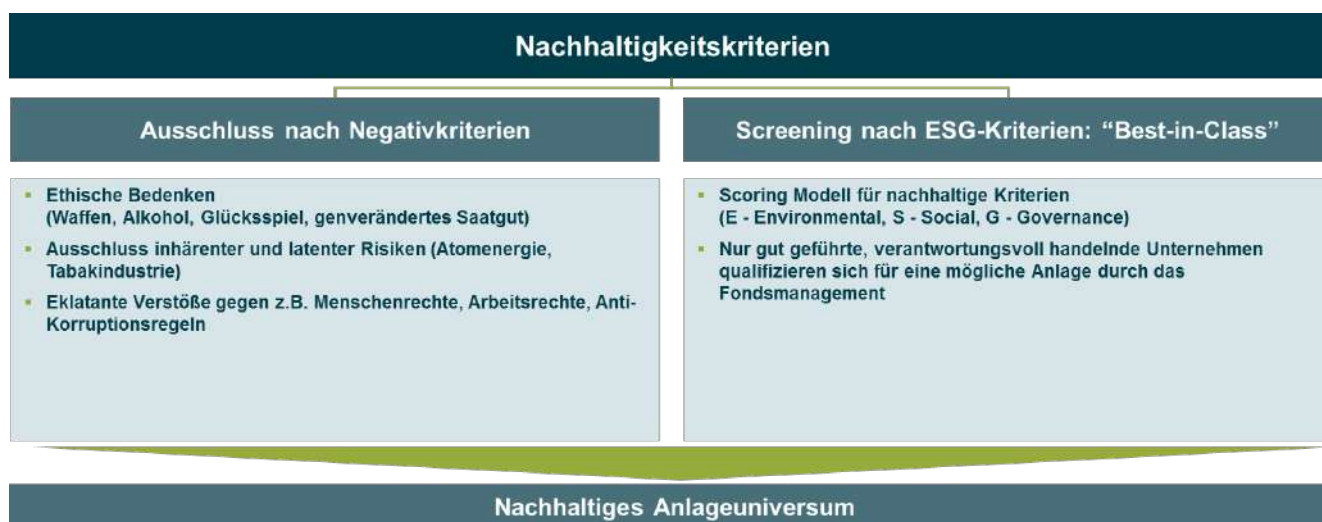 Nachhaltigkeitskriterien
Ausschluss nach Negativkriterien
Ethische Bedenken
(Waffen, Alkohol, Glücksspiel, genverändertes Saatgut)
Ausschluss inhärenter und latenter Risiken (Atomenergie,
Tabakindustrie)
Eklatante Verstöße gegen z.B. Menschenrechte, Arbeitsrechte, Anti-
Korruptionsregeln
Screening nach ESG-Kriterien: “Best-in-Class”
Scoring Modell für nachhaltige Kriterien
(E - Environmental, S - Social, G - Governance)
Nur gut geführte, verantwortungsvoll handelnde Unternehmen
qualifizieren sich für eine mögliche Anlage durch das
Fondsmanagement
Nachhaltiges Anlageuniversum